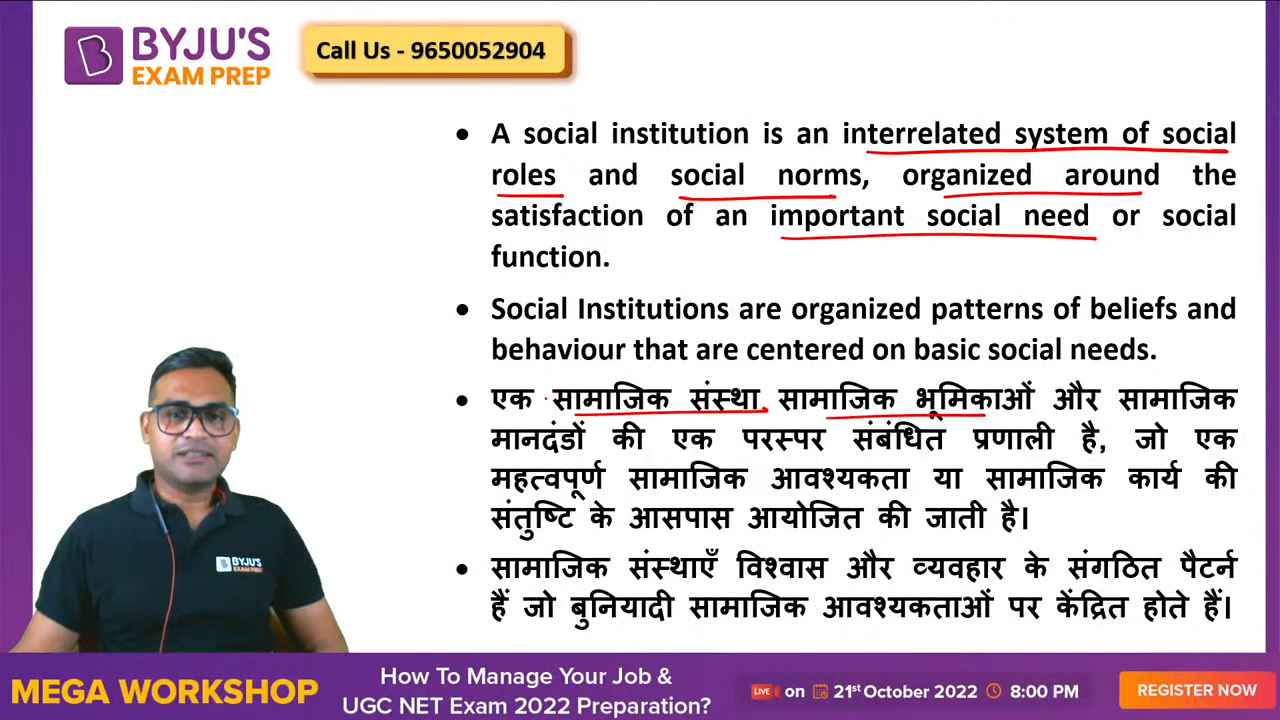 BYJU'S
EXAM PREP
Call Us - 9650052904
• A social institution is an interrelated system of social
roles and social norms, organized around the
satisfaction of an important social need or social
function.
• Social Institutions are organized patterns of beliefs and
behaviour that are centered on basic social needs.
• एक सामाजिक संस्था सामाजिक भूमिकाओं और सामाजिक
मानदंडों की एक परस्पर संबंधित प्रणाली है, जो एक
महत्वपूर्ण सामाजिक आवश्यकता या सामाजिक कार्य की
संतुष्टि के आसपास आयोजित की जाती है।
• सामाजिक संस्थाएँ विश्वास और व्यवहार के संगठित पैटर्न
हैं जो बुनियादी सामाजिक आवश्यकताओं पर केंद्रित होते हैं।
BYJU'S
EXAM PREP
MEGA WORKSHOP
How To Manage Your Job &
UGC NET Exam 2022 Preparation?
LIVE on 21st October 2022 8:00 PM
REGISTER NOW